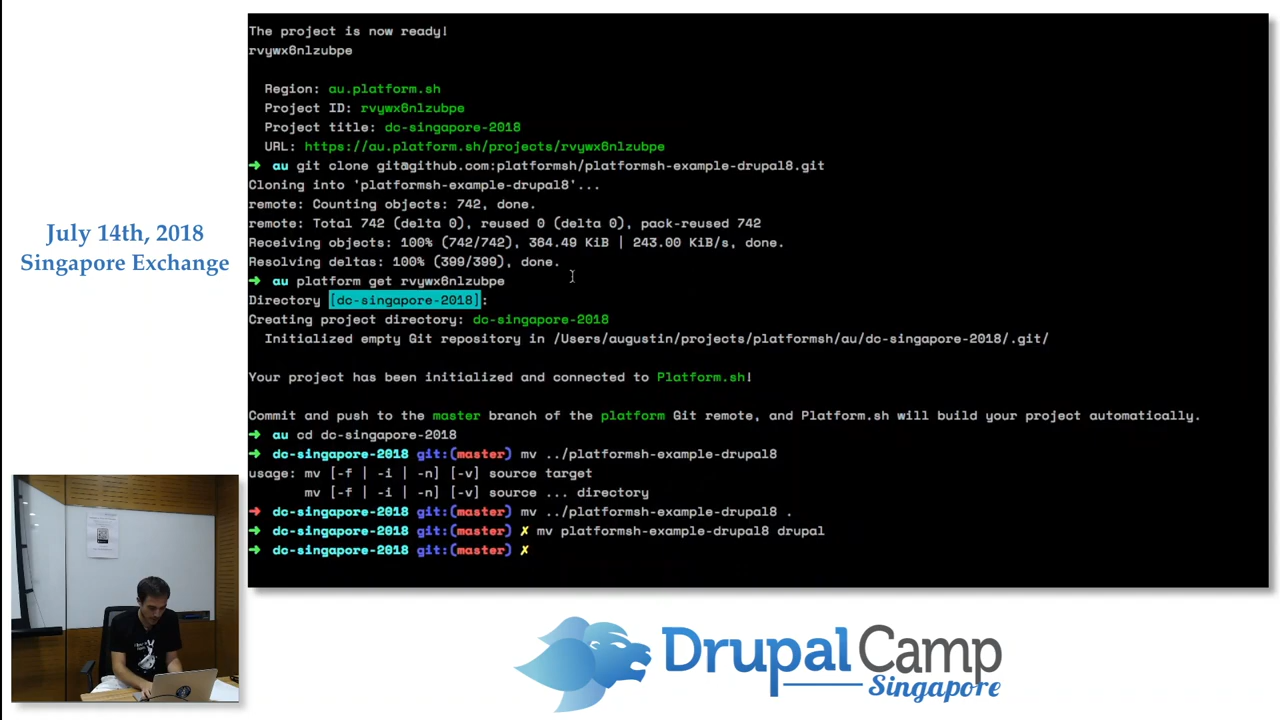 July 14th, 2018
Singapore Exchange
The project is now ready!
rvywx6nlzubpe
Region: au.platform.sh
Project ID: rvywx6nlzubpe
Project title: dc-singapore-2018
URL: https://au.platform.sh/projects/rvywx6nlzubpe
➜ au git clone git@github.com:platformsh/platformsh-example-drupal8.git
Cloning into 'platformsh-example-drupal8'...
remote: Counting objects: 742, done.
remote: Total 742 (delta 0), reused 0 (delta 0), pack-reused 742
Receiving objects: 100% (742/742), 364.49 KiB | 243.00 KiB/s, done.
Resolving deltas: 100% (399/399), done.
➜ au platform get rvywx6nlzubpe
Directory [dc-singapore-2018]:
Creating project directory: dc-singapore-2018
Initialized empty Git repository in /Users/augustin/projects/platformsh/au/dc-singapore-2018/.git/
Your project has been initialized and connected to Platform.sh!
Commit and push to the master branch of the platform Git remote, and Platform.sh will build your project automatically.
➜ au cd dc-singapore-2018
➜ dc-singapore-2018 git:(master) mv ../platformsh-example-drupal8
usage: mv [-f | -i | -n] [-v] source target
mv [-f | -i | -n] [-v] source ... directory
➜ dc-singapore-2018 git:(master) mv ../platformsh-example-drupal8 .
➜ dc-singapore-2018 git:(master) ✗ mv platformsh-example-drupal8 drupal
➜ dc-singapore-2018 git:(master) ✗
DrupalCamp
Singapore